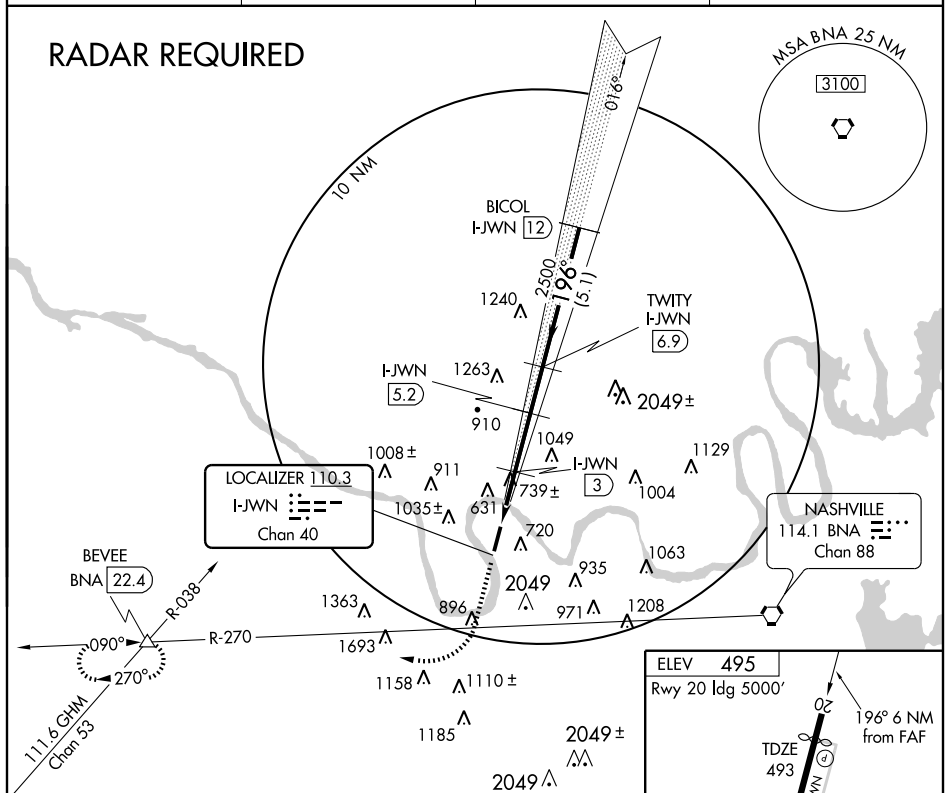 RADAR REQUIRED
MSA BNA 25 NM
3100
016°
10 NM
BICOL
I-JWN 12
2500
196°
(5.1)
1240
TWITY
I-JWN
6.9
1263
I-JWN
5.2
2049±
910
1049
1129
1008±
911
I-JWN
3
LOCALIZER 110.3
I-JWN
Chan 40
739±
1004
631
1035±
NASHVILLE
114.1 BNA
Chan 88
720
BEVEE
BNA 22.4
1063
935
R-038
2049
1363
896
971
1208
090°
R-270
1693
270°
1158
1110±
111.6 GHM
Chan 53
1185
2049±
2049
ELEV 495
Rwy 20 ldg 5000'
20
196° 6 NM
from FAF
TDZE
493
P
NW